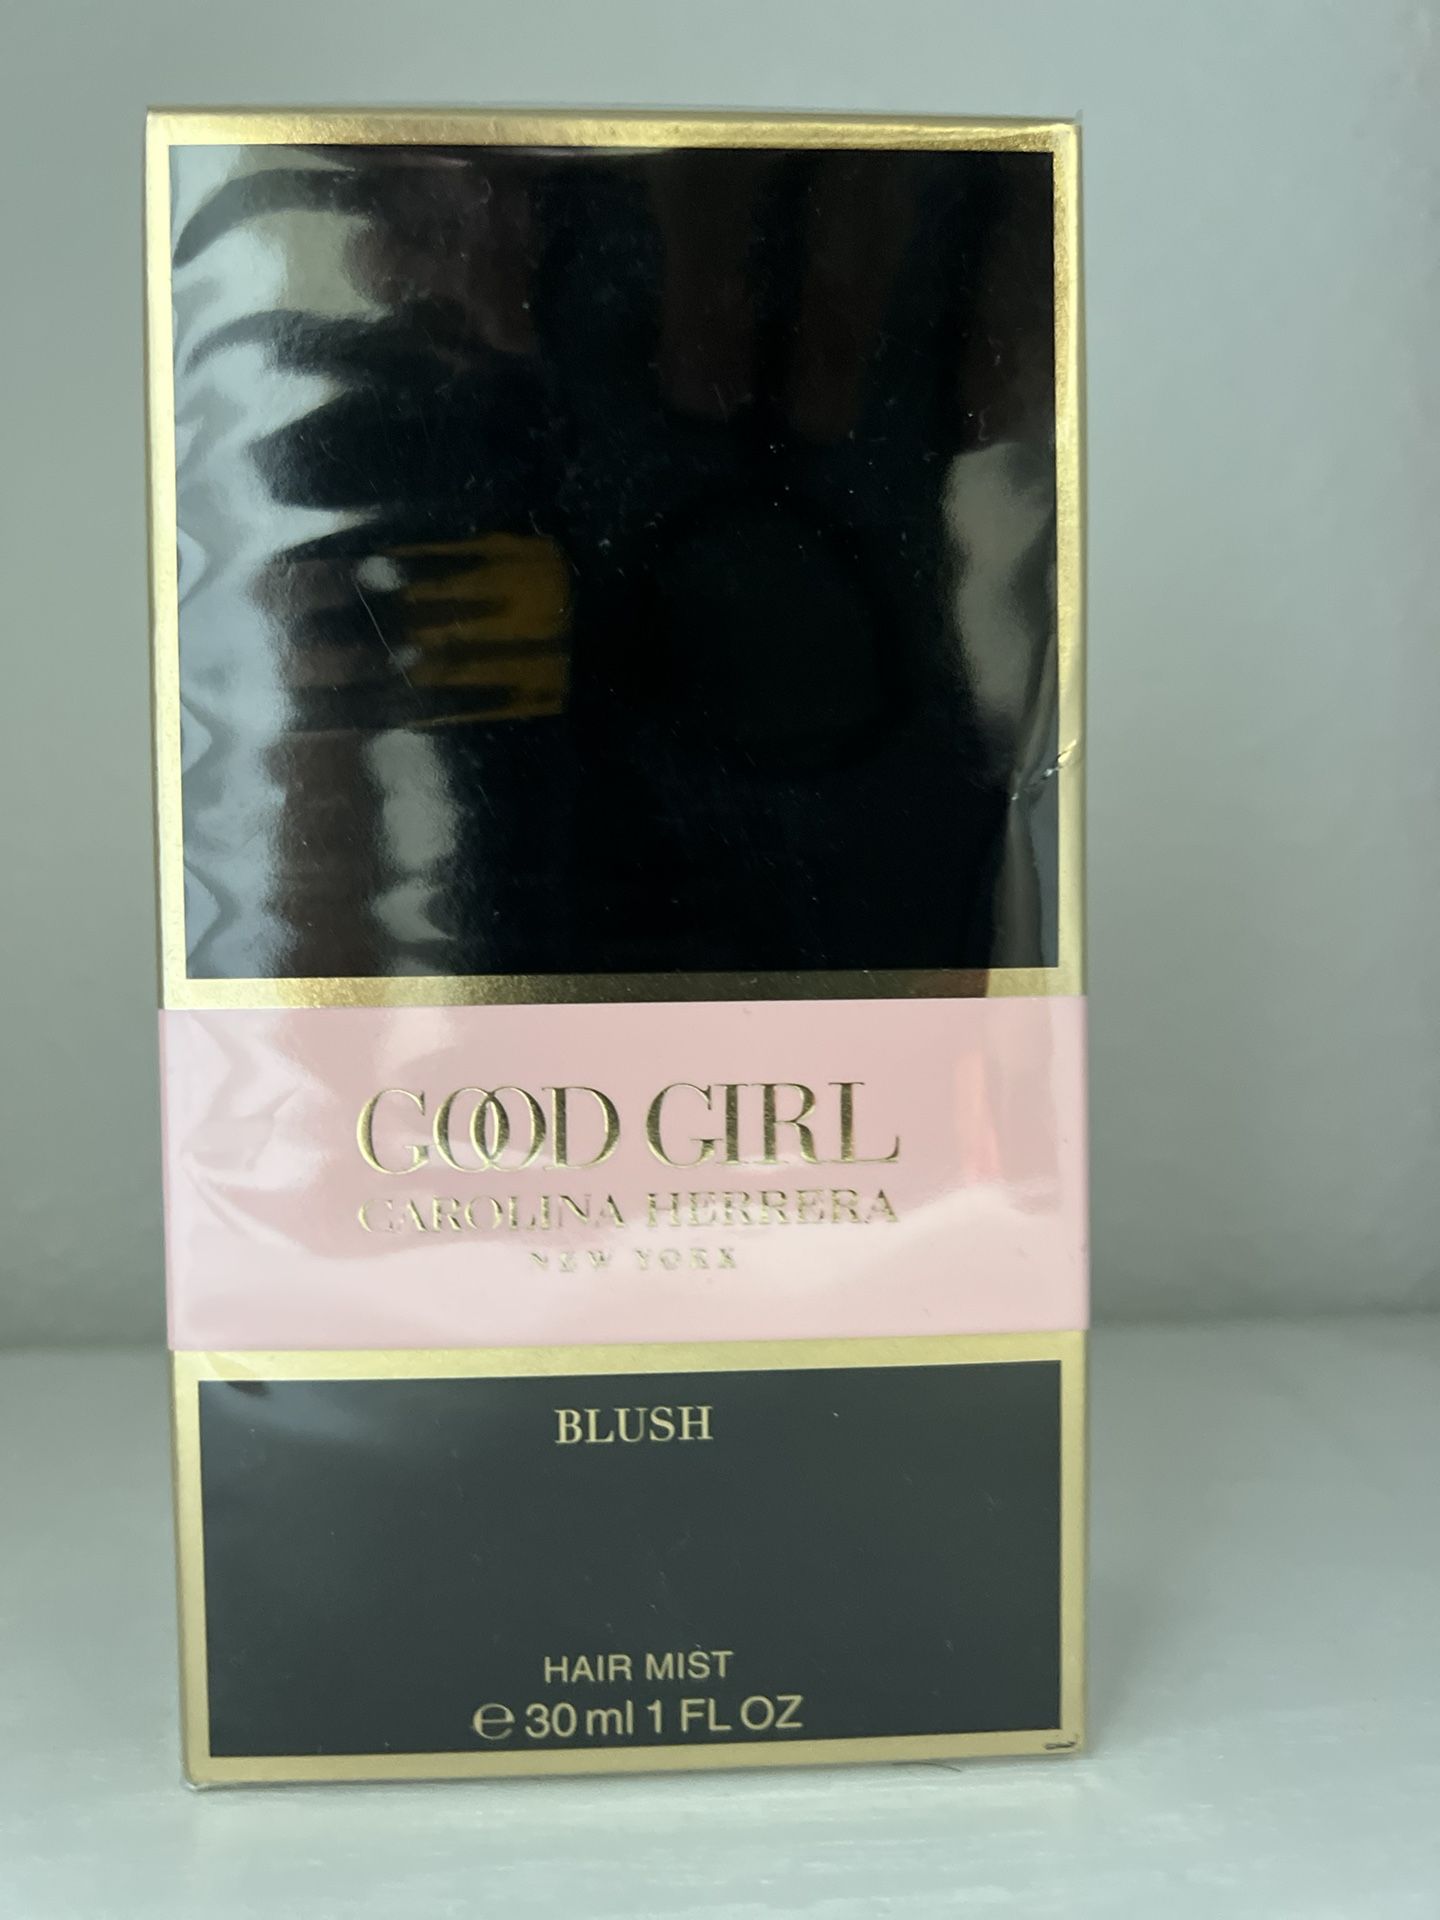 GOOD GIRL
CAROLINA HERRERA
NEW YORK
BLUSH
HAIR MIST
℮ 30 ml 1 FL OZ